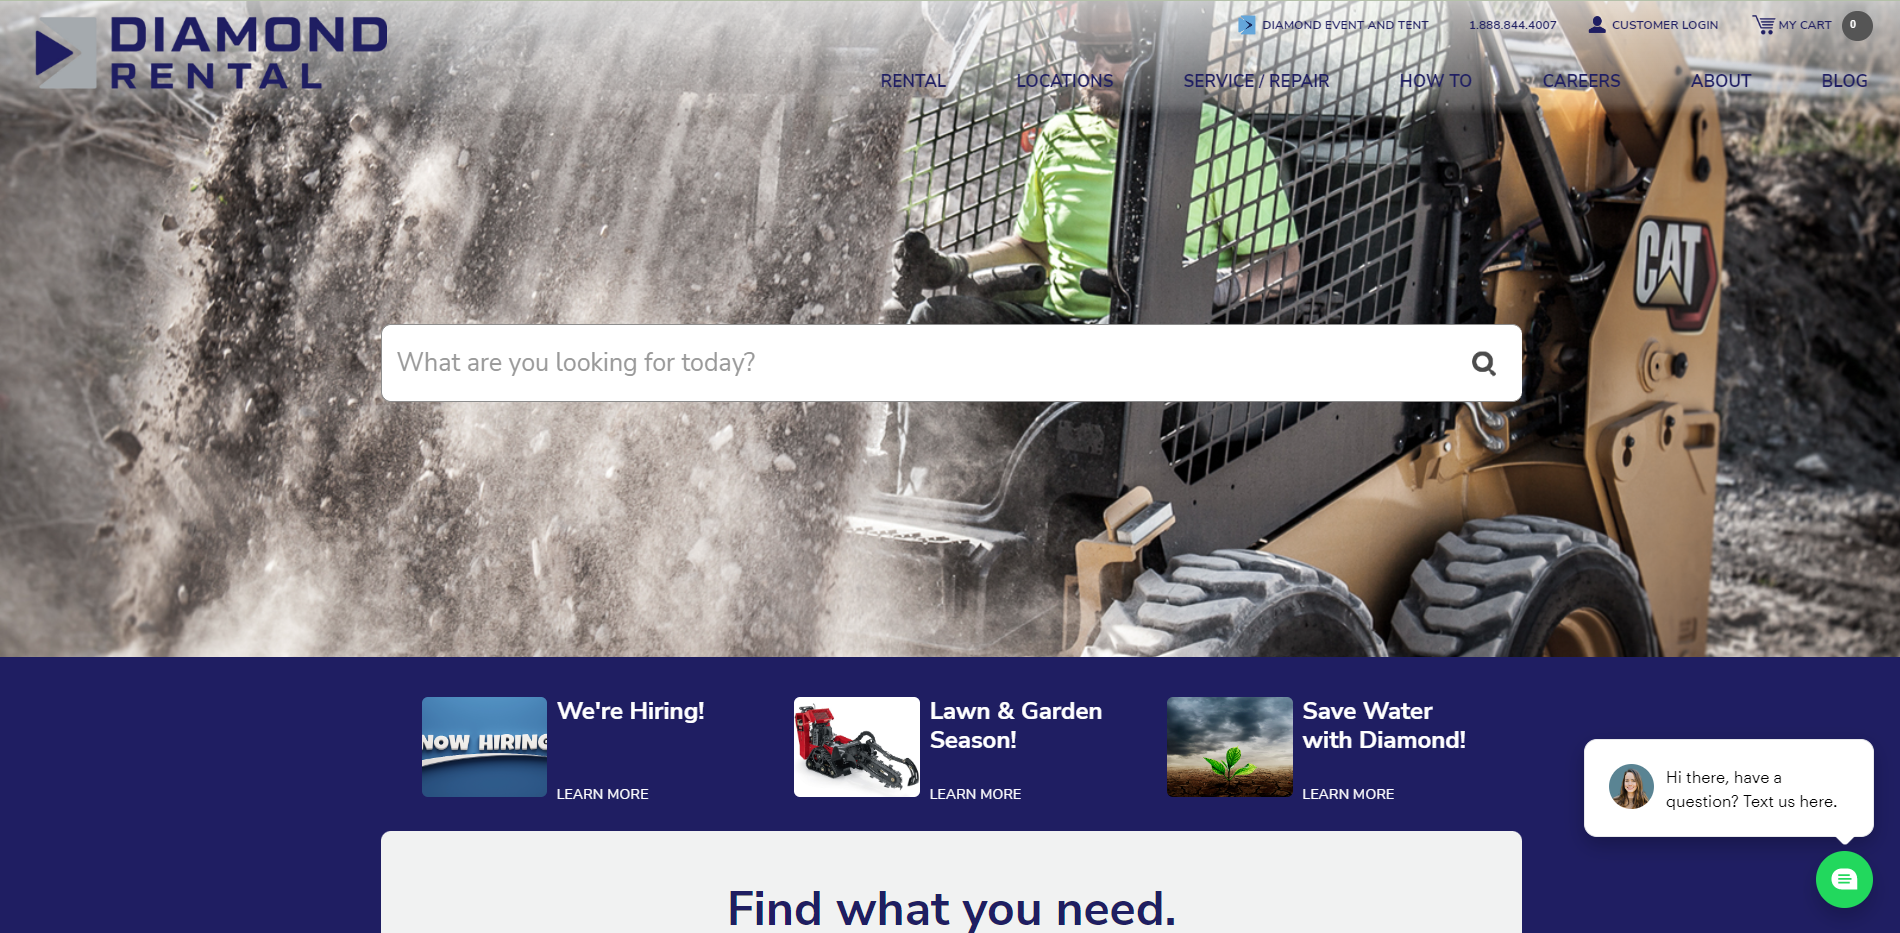 DIAMOND
RENTAL
DIAMOND EVENT AND TENT
1.888.844.4007
CUSTOMER LOGIN
MY CART
0
RENTAL
LOCATIONS
SERVICE / REPAIR
HOW TO
CAREERS
ABOUT
BLOG
CAT
What are you looking for today?
NOW HIRING
We're Hiring!
LEARN MORE
Lawn & Garden
Season!
LEARN MORE
Save Water
with Diamond!
LEARN MORE
Hi there, have a
question? Text us here.
Find what you need.